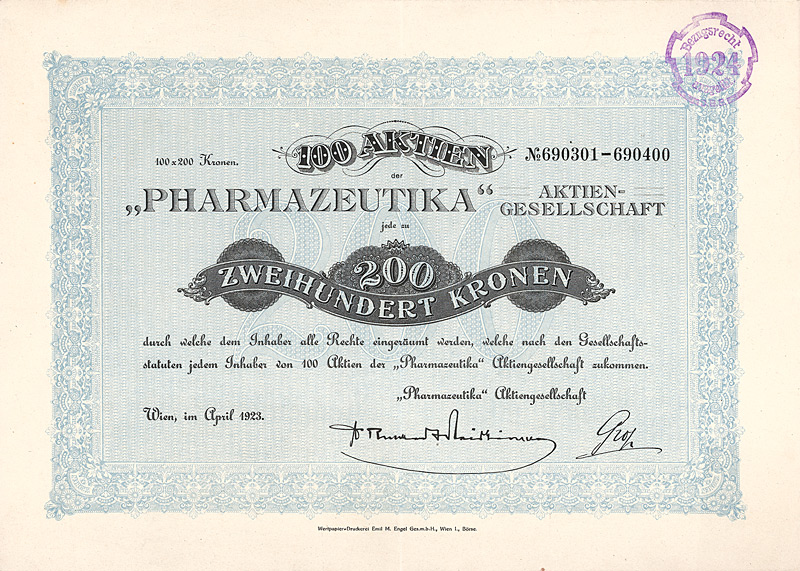 Bezugsrecht
1924
ausgeübt
100 x 200 Kronen.
100 AKTIEN
№690301-690400
der
„PHARMAZEUTIKA“ AKTIEN-
GESELLSCHAFT
jede zu
200
ZWEIHUNDERT KRONEN
durch welche dem Inhaber alle Rechte eingeräumt werden, welche nach den Gesellschafts-
statuten jedem Inhaber von 100 Aktien der „Pharmazeutika“ Aktiengesellschaft zukommen.
„Pharmazeutika“ Aktiengesellschaft
Wien, im April 1923.
Wertpapier-Druckerei Emil M. Engel Ges.m.b.H., Wien I., Börse.